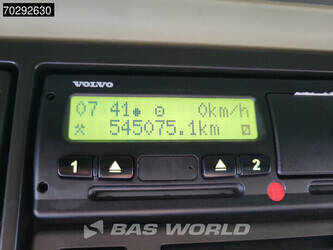 70292630
VOLVO
07 41 0km/h
545075.1km
1 2
BAS WORLD